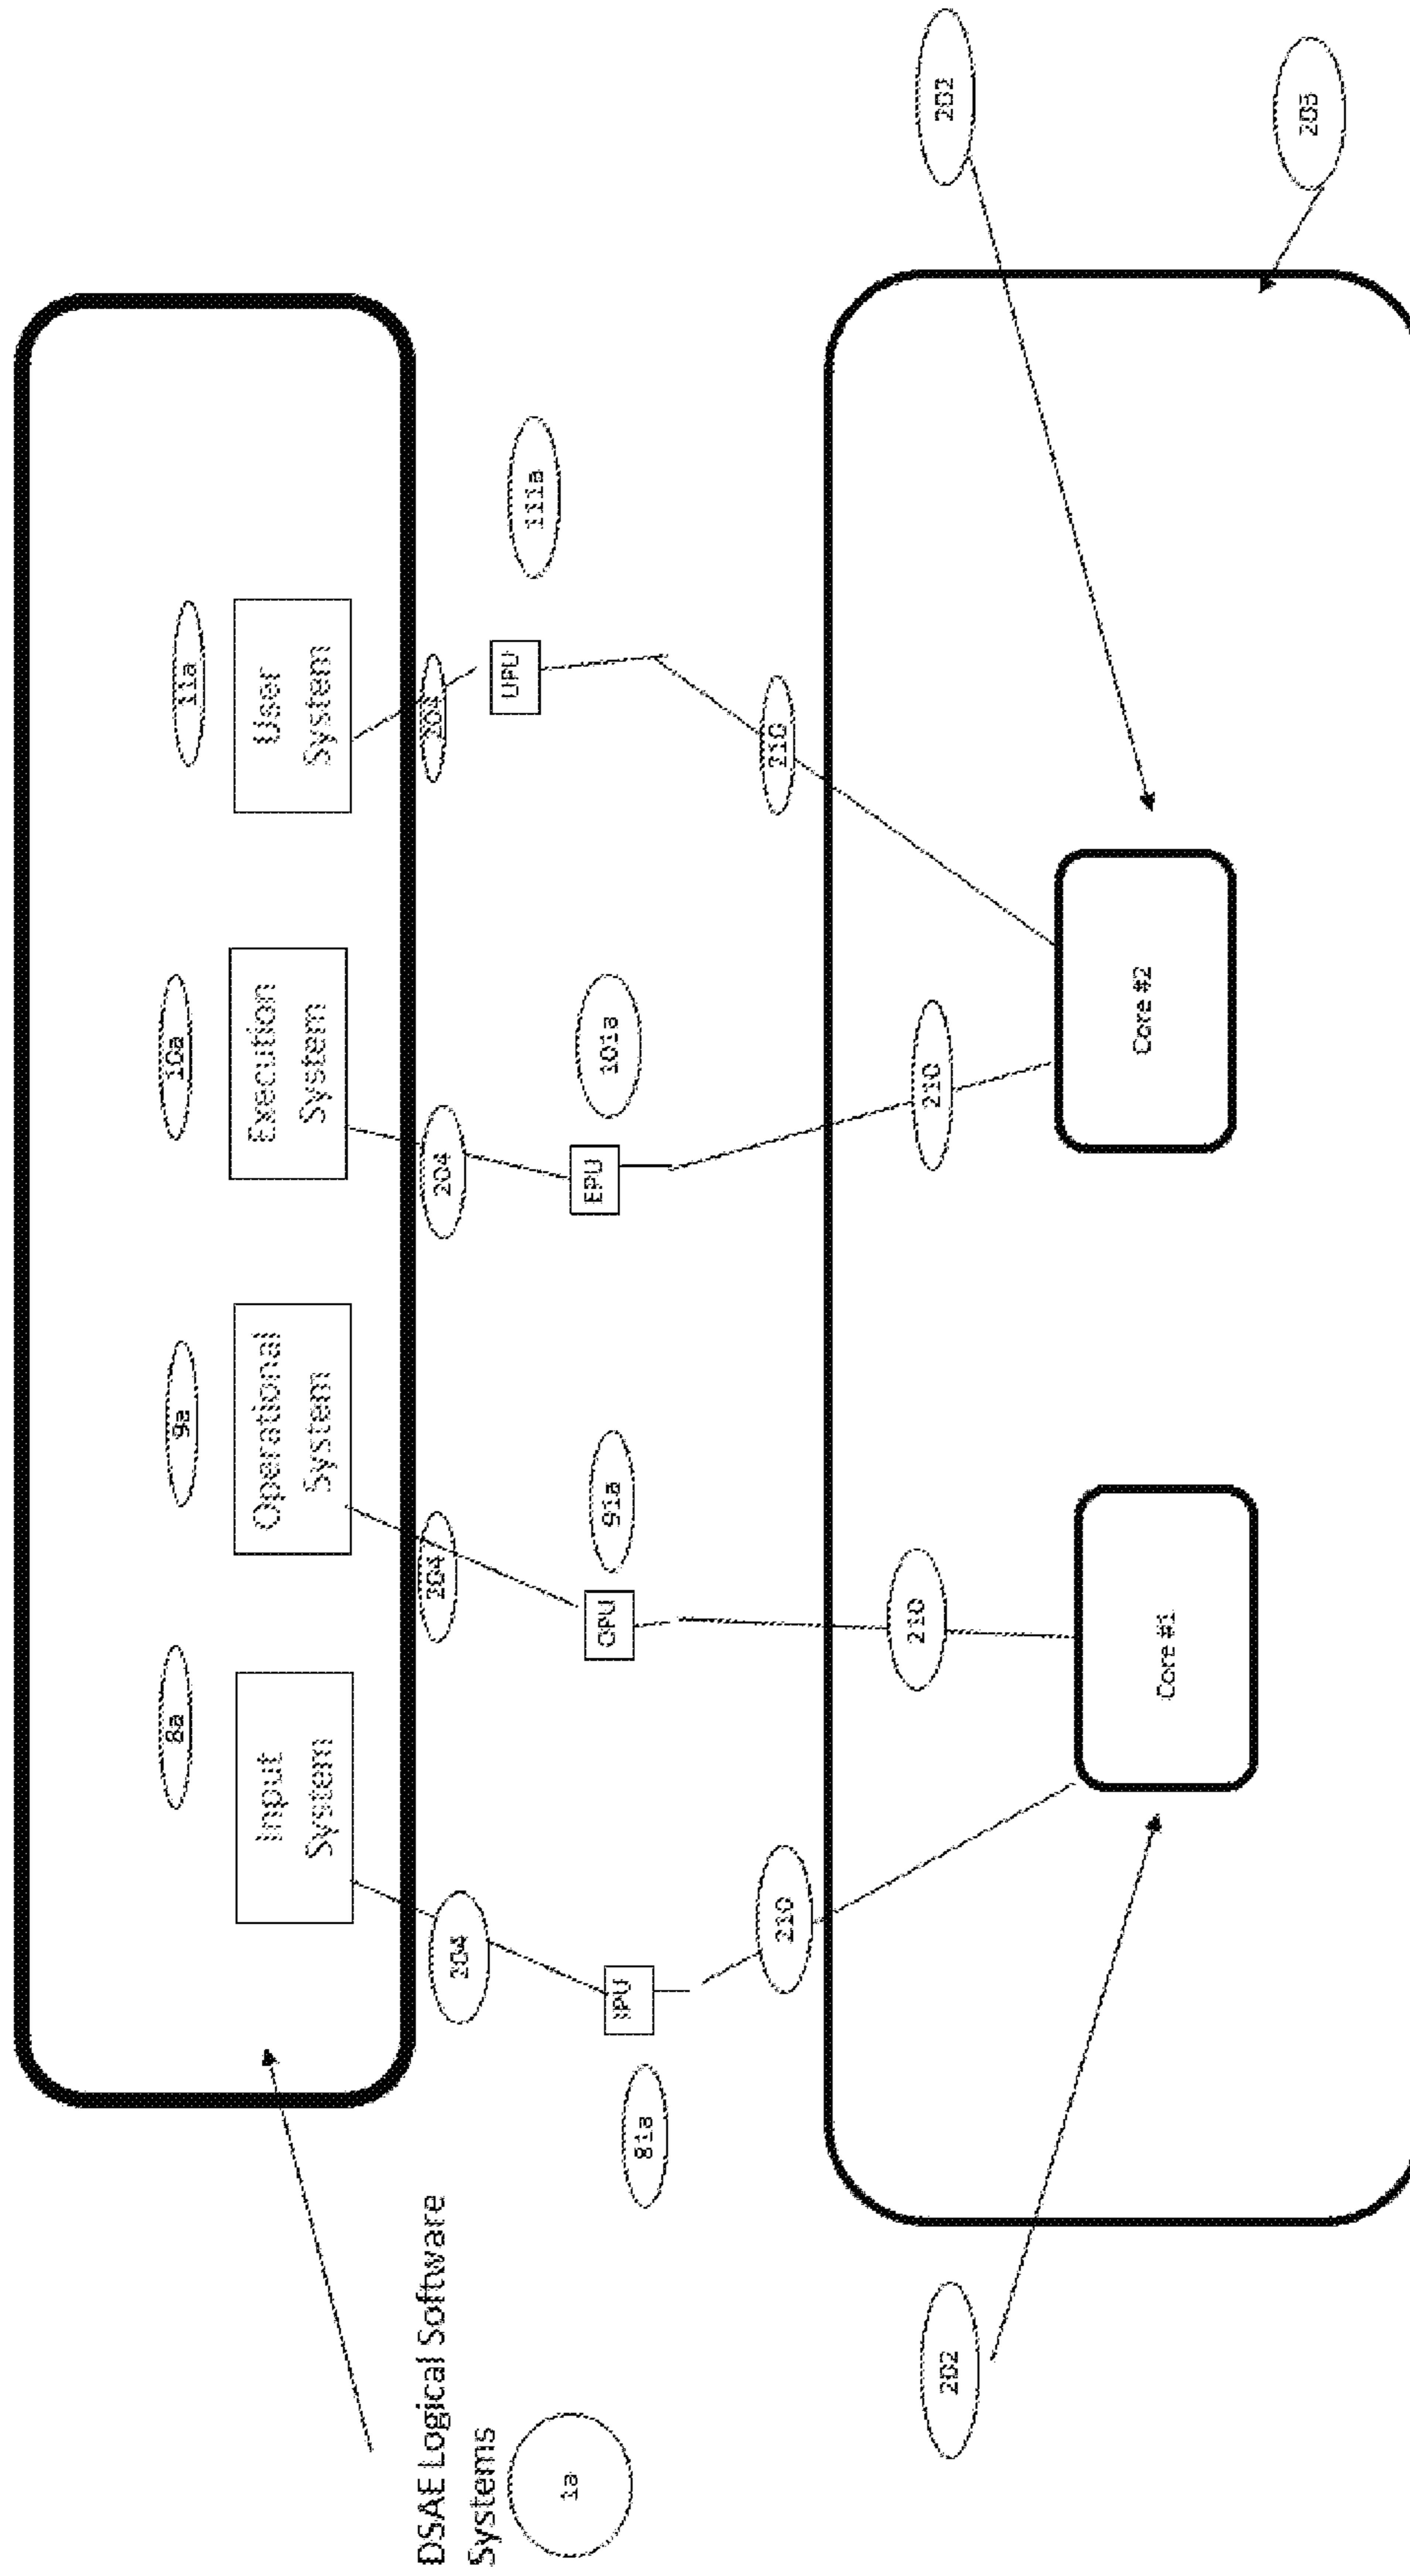 8a
9a
10a
11a
Input
System
Operational
System
Execution
System
User
System
DSAE Logical Software
Systems
1a
204
204
204
204
81a
IPU
OPU
91a
EPU
101a
UPU
111a
210
210
210
210
202
Core #1
Core #2
202
203